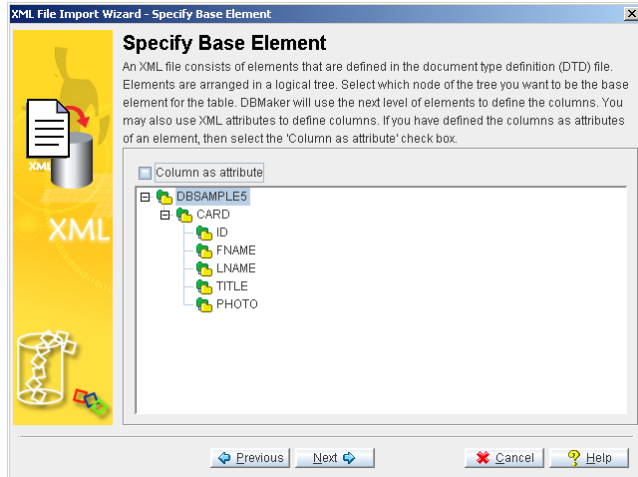 XML File Import Wizard - Specify Base Element
Specify Base Element
An XML file consists of elements that are defined in the document type definition (DTD) file.
Elements are arranged in a logical tree. Select which node of the tree you want to be the base
element for the table. DBMaker will use the next level of elements to define the columns. You
may also use XML attributes to define columns. If you have defined the columns as attributes
of an element, then select the 'Column as attribute' check box.
XML
XML
Column as attribute
DBSAMPLE5
CARD
ID
FNAME
LNAME
TITLE
PHOTO
Previous
Next
Cancel
Help